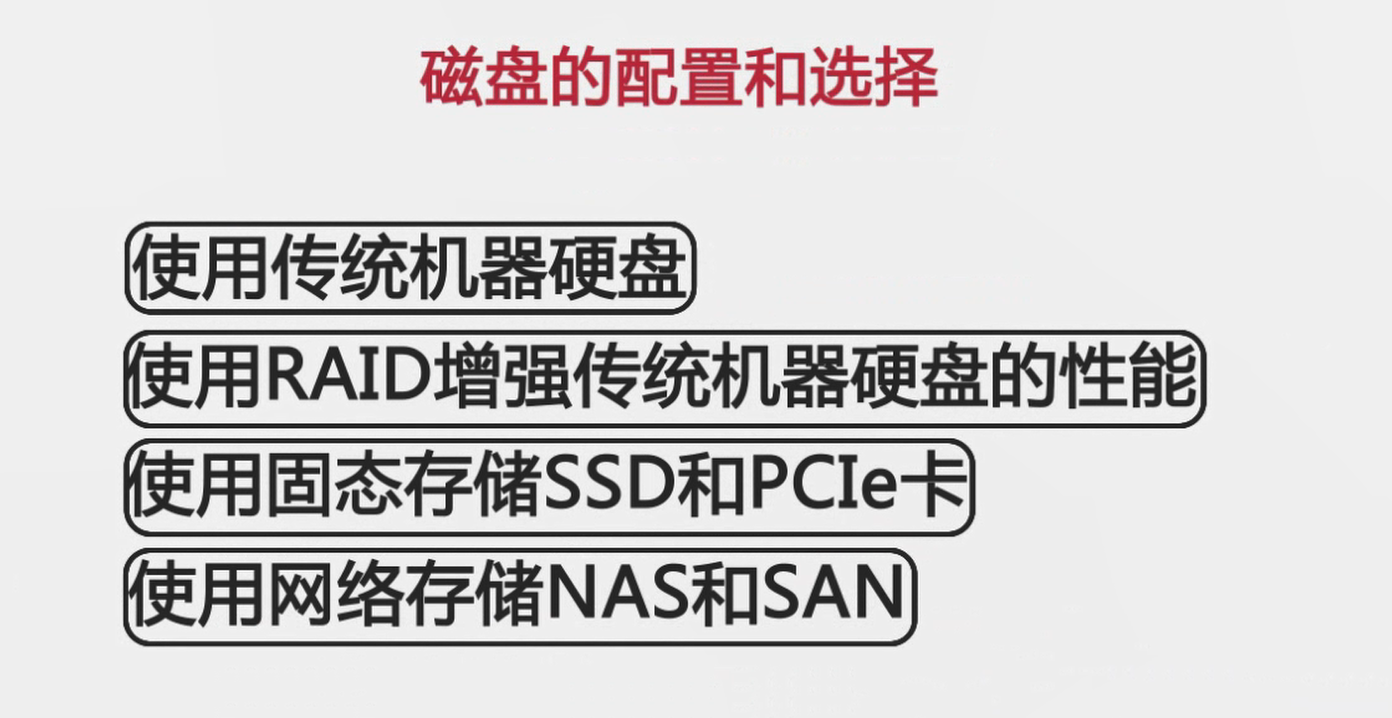 磁盘的配置和选择
使用传统机器硬盘
使用RAID增强传统机器硬盘的性能
使用固态存储SSD和PCIe卡
使用网络存储NAS和SAN